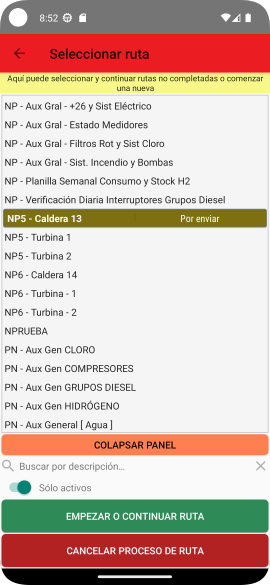 8:52
Seleccionar ruta
Aquí puede seleccionar y continuar rutas no completadas o comenzar
una nueva
NP - Aux Gral - +26 y Sist Eléctrico
NP - Aux Gral - Estado Medidores
NP - Aux Gral - Filtros Rot y Sist Cloro
NP - Aux Gral - Sist. Incendio y Bombas
NP - Planilla Semanal Consumo y Stock H2
NP - Verificación Diaria Interruptores Grupos Diesel
NP5 - Caldera 13 Por enviar
NP5 - Turbina 1
NP5 - Turbina 2
NP6 - Caldera 14
NP6 - Turbina - 1
NP6 - Turbina - 2
NPRUEBA
PN - Aux Gen CLORO
PN - Aux Gen COMPRESORES
PN - Aux Gen GRUPOS DIESEL
PN - Aux Gen HIDRÓGENO
PN - Aux General [ Agua ]
COLAPSAR PANEL
Buscar por descripción...
Sólo activos
EMPEZAR O CONTINUAR RUTA
CANCELAR PROCESO DE RUTA